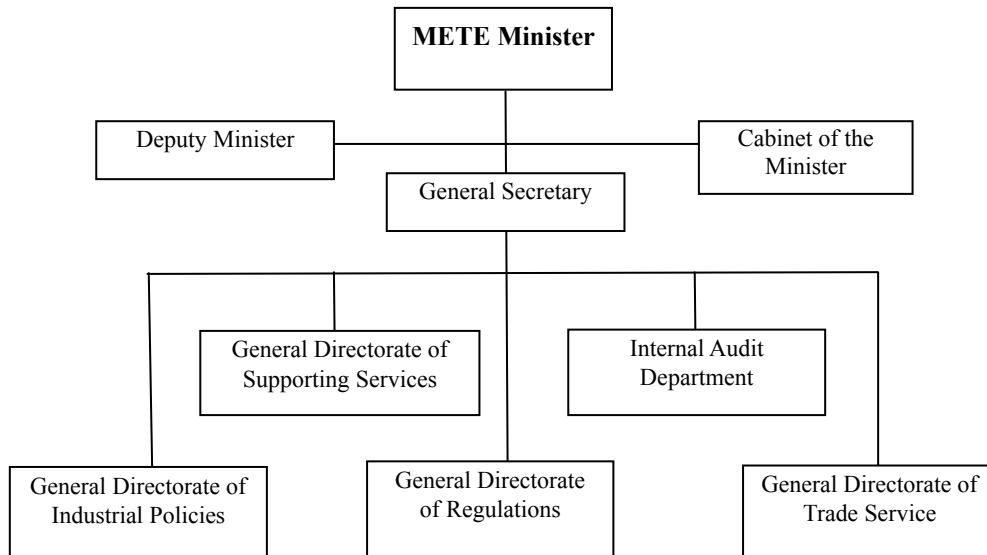 METE Minister
Deputy Minister
Cabinet of the
Minister
General Secretary
General Directorate of
Supporting Services
Internal Audit
Department
General Directorate of
Industrial Policies
General Directorate
of Regulations
General Directorate of
Trade Service